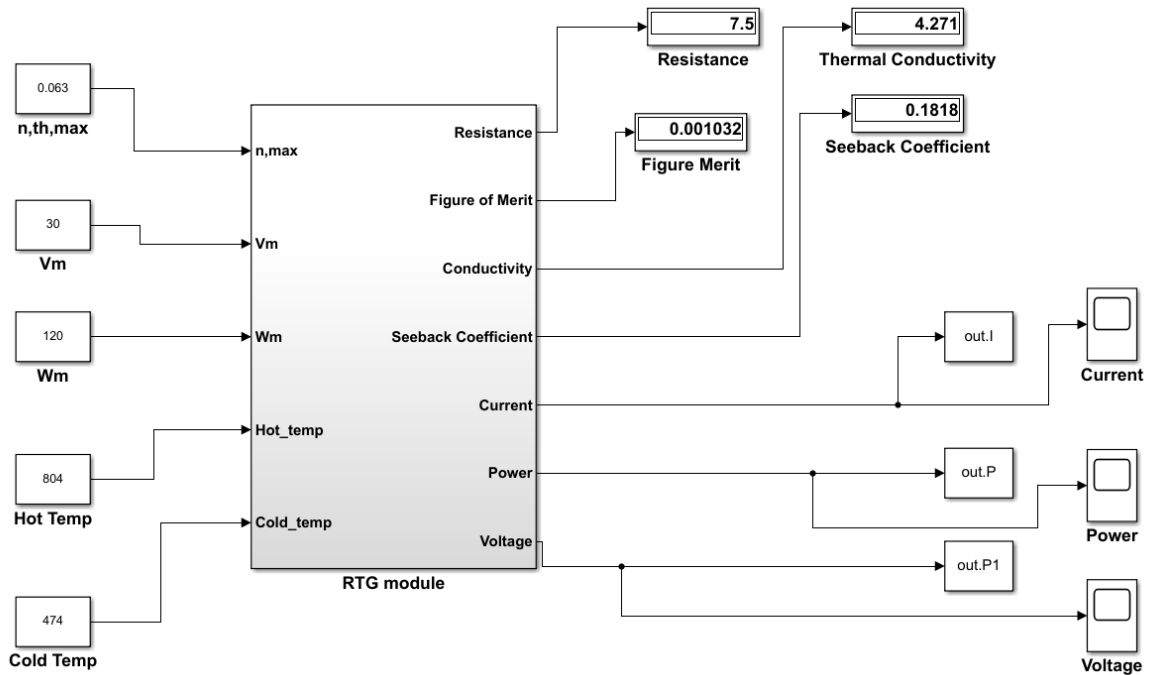 0.063
n,th,max
30
Vm
120
Wm
804
Hot Temp
474
Cold Temp
n,max
Vm
Wm
Hot_temp
Cold_temp
Resistance
Figure of Merit
Conductivity
Seeback Coefficient
Current
Power
Voltage
RTG module
7.5
Resistance
0.001032
Figure Merit
4.271
Thermal Conductivity
0.1818
Seeback Coefficient
out.I
Current
out.P
Power
out.P1
Voltage